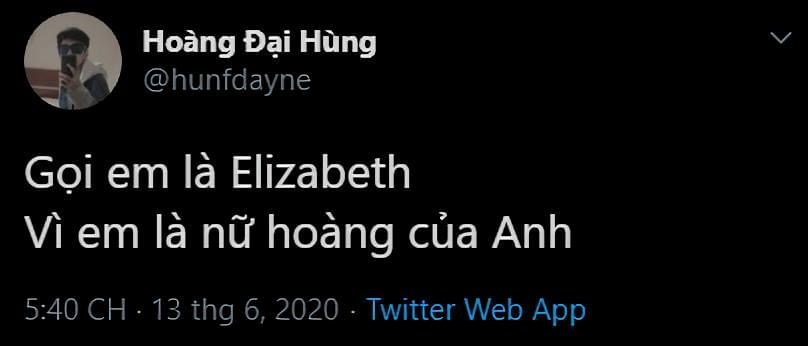 Hoàng Đại Hùng
@hunfdayne
Gọi em là Elizabeth
Vì em là nữ hoàng của Anh
5:40 CH · 13 thg 6, 2020 · Twitter Web App